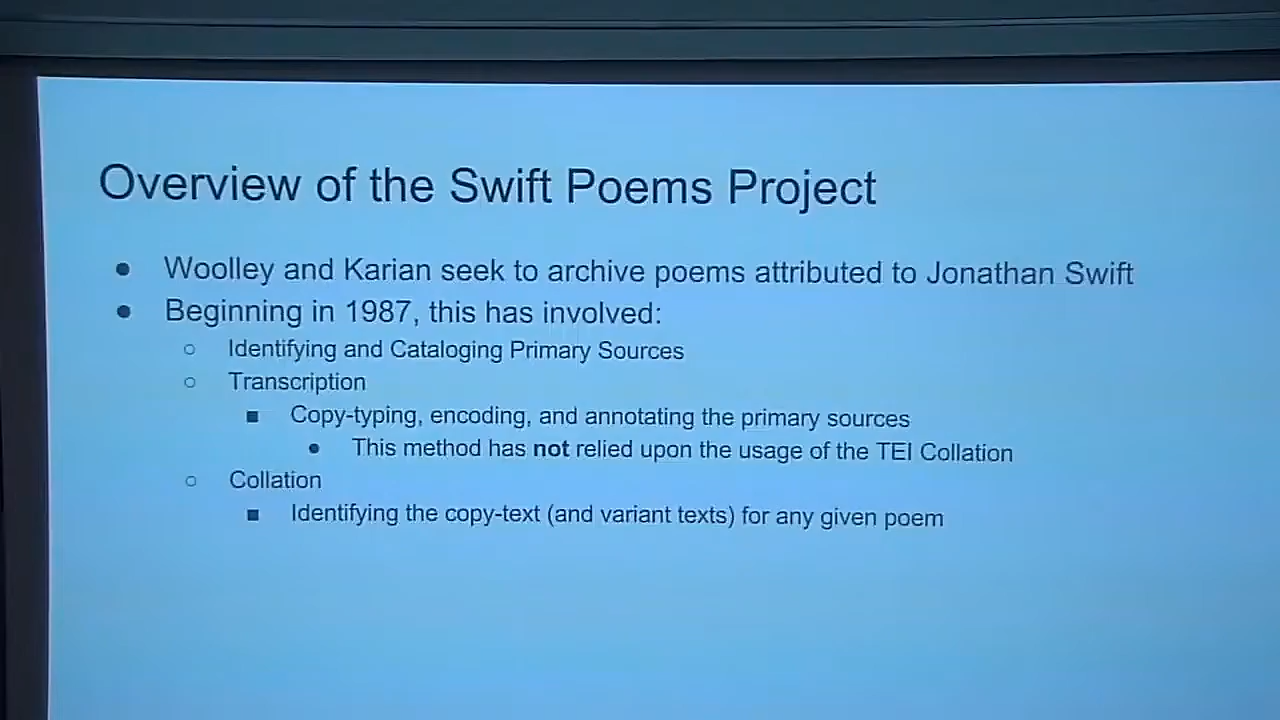 Overview of the Swift Poems Project
● Woolley and Karian seek to archive poems attributed to Jonathan Swift
● Beginning in 1987, this has involved:
○ Identifying and Cataloging Primary Sources
○ Transcription
■ Copy-typing, encoding, and annotating the primary sources
● This method has not relied upon the usage of the TEI Collation
○ Collation
■ Identifying the copy-text (and variant texts) for any given poem